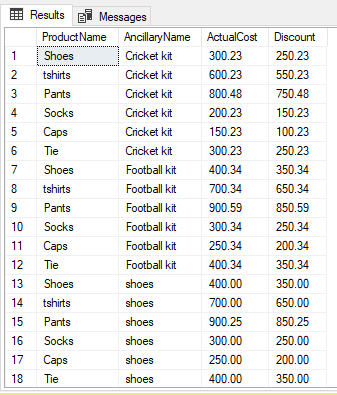 Results Messages
ProductName AncillaryName ActualCost Discount
1 Shoes Cricket kit 300.23 250.23
2 tshirts Cricket kit 600.23 550.23
3 Pants Cricket kit 800.48 750.48
4 Socks Cricket kit 200.23 150.23
5 Caps Cricket kit 150.23 100.23
6 Tie Cricket kit 300.23 250.23
7 Shoes Football kit 400.34 350.34
8 tshirts Football kit 700.34 650.34
9 Pants Football kit 900.59 850.59
10 Socks Football kit 300.34 250.34
11 Caps Football kit 250.34 200.34
12 Tie Football kit 400.34 350.34
13 Shoes shoes 400.00 350.00
14 tshirts shoes 700.00 650.00
15 Pants shoes 900.25 850.25
16 Socks shoes 300.00 250.00
17 Caps shoes 250.00 200.00
18 Tie shoes 400.00 350.00